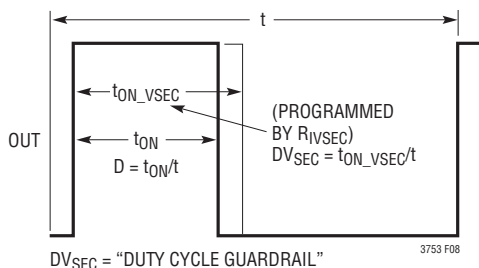 t
tON_VSEC
(PROGRAMMED
BY RIVSEC)
DVSEC = tON_VSEC/t
OUT
tON
D = tON/t
3753 F08
DVSEC = “DUTY CYCLE GUARDRAIL”